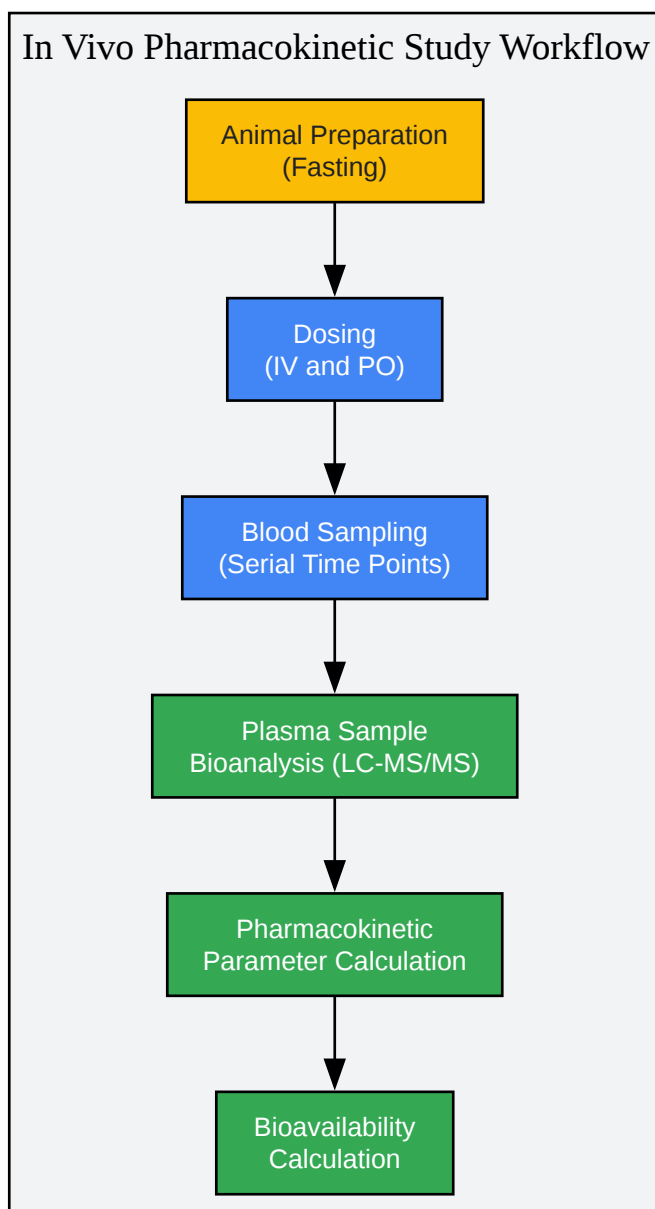 In Vivo Pharmacokinetic Study Workflow
Animal Preparation
(Fasting)
Dosing
(IV and PO)
Blood Sampling
(Serial Time Points)
Plasma Sample
Bioanalysis (LC-MS/MS)
Pharmacokinetic
Parameter Calculation
Bioavailability
Calculation